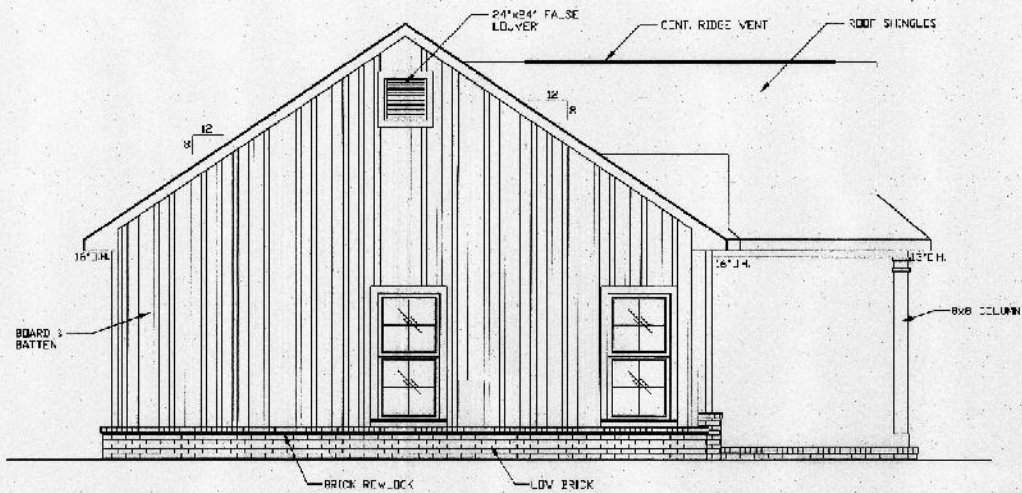 24"x24" FALSE
LOUVER
CONT. RIDGE VENT
ROOF SHINGLES
12
8
12
8
16"O.H.
16"O.H.
BOARD &
BATTEN
8x8 COLUMN
BRICK ROWLOCK
LOW BRICK